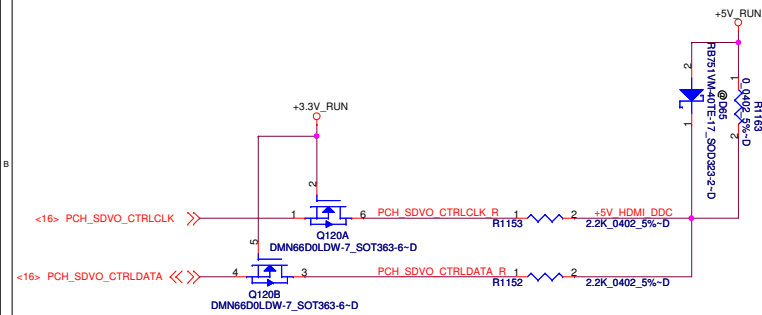 +5V_RUN
2
RB751VM-40TE-17_SOD323-2~D
@D65
1
1
0_0402_5%~D
R1163
2
+3.3V_RUN
B
2
<16> PCH_SDVO_CTRLCLK
1
6
PCH_SDVO_CTRLCLK_R
1
2
+5V_HDMI_DDC
R1153
2.2K_0402_5%~D
Q120A
DMN66D0LDW-7_SOT363-6~D
5
<16> PCH_SDVO_CTRLDATA
4
3
PCH_SDVO_CTRLDATA_R
1
2
R1152
2.2K_0402_5%~D
Q120B
DMN66D0LDW-7_SOT363-6~D